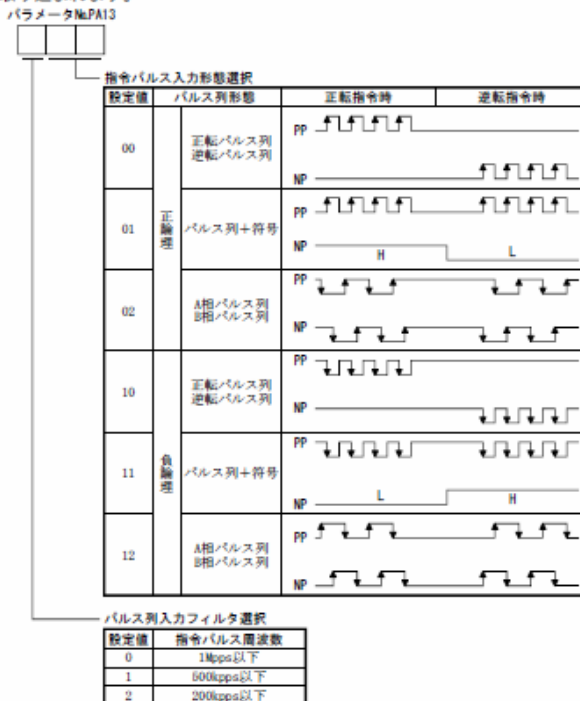 パラメータNo.PA13
指令パルス入力形態選択
設定値 パルス列形態 正転指令時 逆転指令時
00 正論理 正転パルス列 逆転パルス列 PP NP
01 パルス列+符号 PP NP H L
02 A相パルス列 B相パルス列 PP NP
10 負論理 正転パルス列 逆転パルス列 PP NP
11 パルス列+符号 PP NP L H
12 A相パルス列 B相パルス列 PP NP
パルス列入力フィルタ選択
設定値 指令パルス周波数
0 1Mpps以下
1 500kpps以下
2 200kpps以下